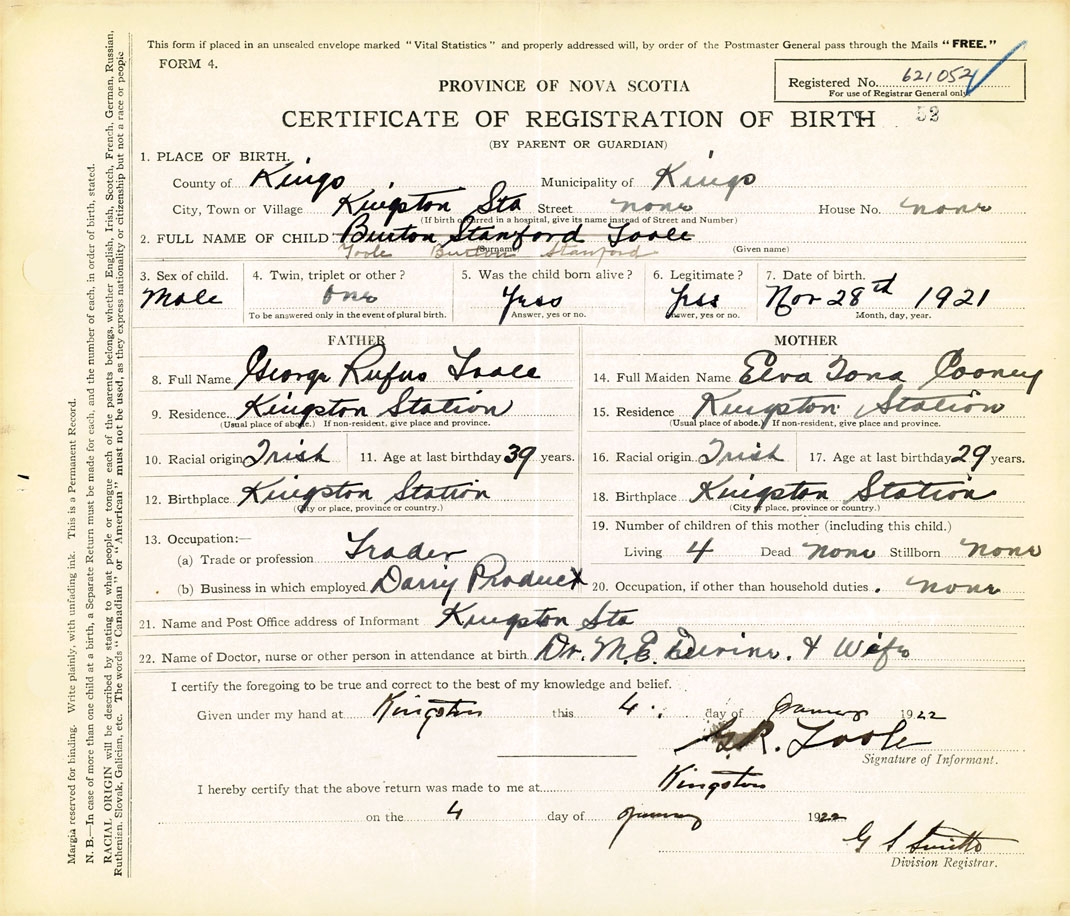 This form if placed in an unsealed envelope marked "Vital Statistics" and properly addressed will, by order of the Postmaster General pass through the Mails "FREE."
FORM 4.
Registered No. 621052
For use of Registrar General only
PROVINCE OF NOVA SCOTIA
CERTIFICATE OF REGISTRATION OF BIRTH 52
(BY PARENT OR GUARDIAN)
1. PLACE OF BIRTH.
County of Kings Municipality of Kings
City, Town or Village Kingston Sta Street none House No. none
(If birth occurred in a hospital, give its name instead of Street and Number)
2. FULL NAME OF CHILD: Burton Stanford Toole
Toole Burton Stanford
(Surname) (Given name)
3. Sex of child. 4. Twin, triplet or other? 5. Was the child born alive? 6. Legitimate? 7. Date of birth.
Male One Yess Yess Nov 28th 1921
To be answered only in the event of plural birth. Answer, yes or no. Answer, yes or no. Month, day, year.
FATHER MOTHER
8. Full Name George Rufus Toole 14. Full Maiden Name Elva Iona Cooney
9. Residence Kingston Station 15. Residence Kingston Station
(Usual place of above.) If non-resident, give place and province. (Usual place of above.) If non-resident, give place and province.
10. Racial origin Irish 11. Age at last birthday 39 years. 16. Racial origin Irish 17. Age at last birthday 29 years.
12. Birthplace Kingston Station 18. Birthplace Kingston Station
(City or place, province or country.) (City or place, province or country.)
19. Number of children of this mother (including this child.)
13. Occupation:—
(a) Trade or profession Trader Living 4 Dead none Stillborn none
(b) Business in which employed Dairy Product 20. Occupation, if other than household duties. none
21. Name and Post Office address of Informant Kingston Sta
22. Name of Doctor, nurse or other person in attendance at birth. Dr. M.E. & Wife
I certify the foregoing to be true and correct to the best of my knowledge and belief.
Given under my hand at Kingston this 4 day of January 1922
G.R. Toole
Signature of Informant.
I hereby certify that the above return was made to me at Kingston
on the 4 day of January 1922
G S Smith
Division Registrar.
Margin reserved for binding. Write plainly, with unfading ink. This is a Permanent Record.
N. B.—In case of more than one child at a birth, a Separate Return must be made for each, and the number of each, in order of birth, stated.
RACIAL ORIGIN will be described by stating to what people or tongue each of the parents belongs, whether English, Irish, Scotch, French, German, Russian,
Ruthenian, Slovak, Galician, etc. The words "Canadian" or "American" must not be used, as they express nationality or citizenship but not a race or people